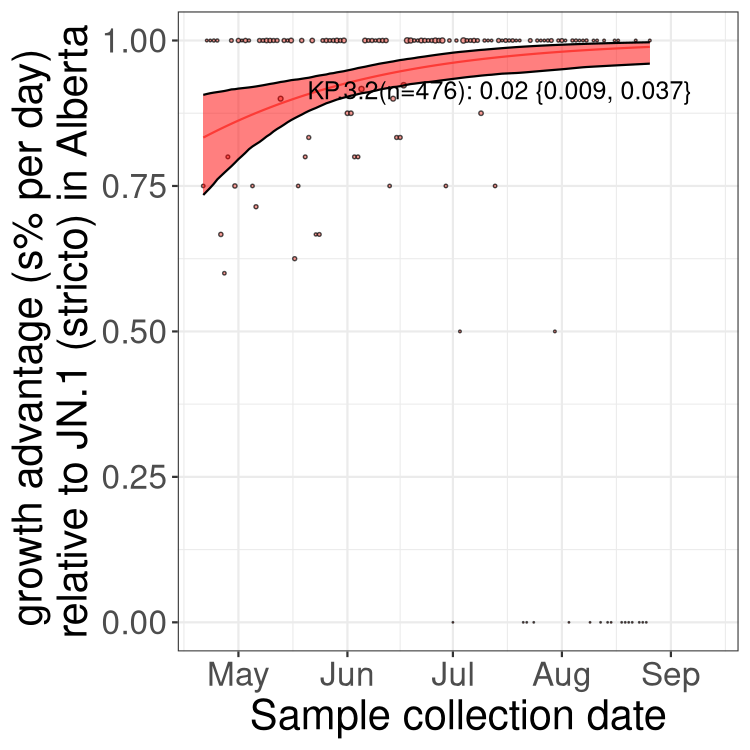 growth advantage (s% per day)
relative to JN.1 (stricto) in Alberta
1.00
0.75
0.50
0.25
0.00
KP.3.2(n=476): 0.02 {0.009, 0.037}
May Jun Jul Aug Sep
Sample collection date